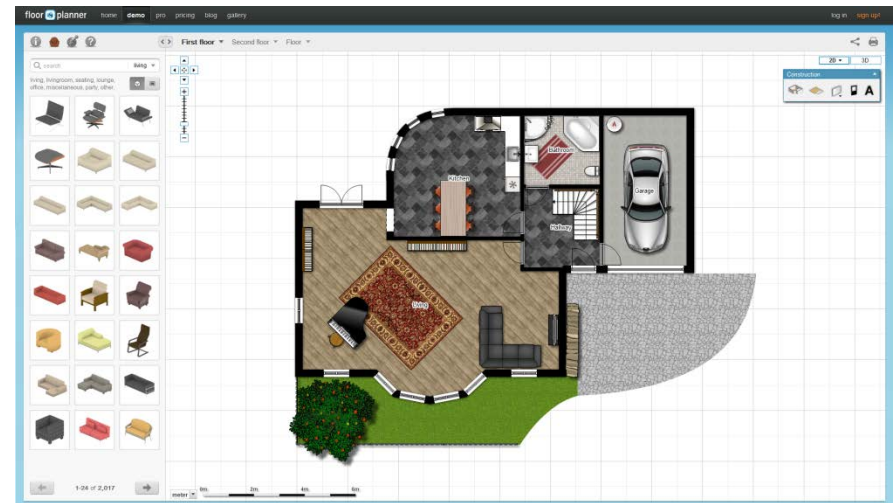 floor planner home demo pro pricing blog gallery log in sign up!
First floor Second floor Floor
search living
living, livingroom, seating, lounge,
office, miscelaneous, party, other,
2D 3D
Construction
A
Bathroom
Kitchen
Garage
Hallway
Living
1-24 of 2,017
meter 0m. 2m. 4m. 6m.